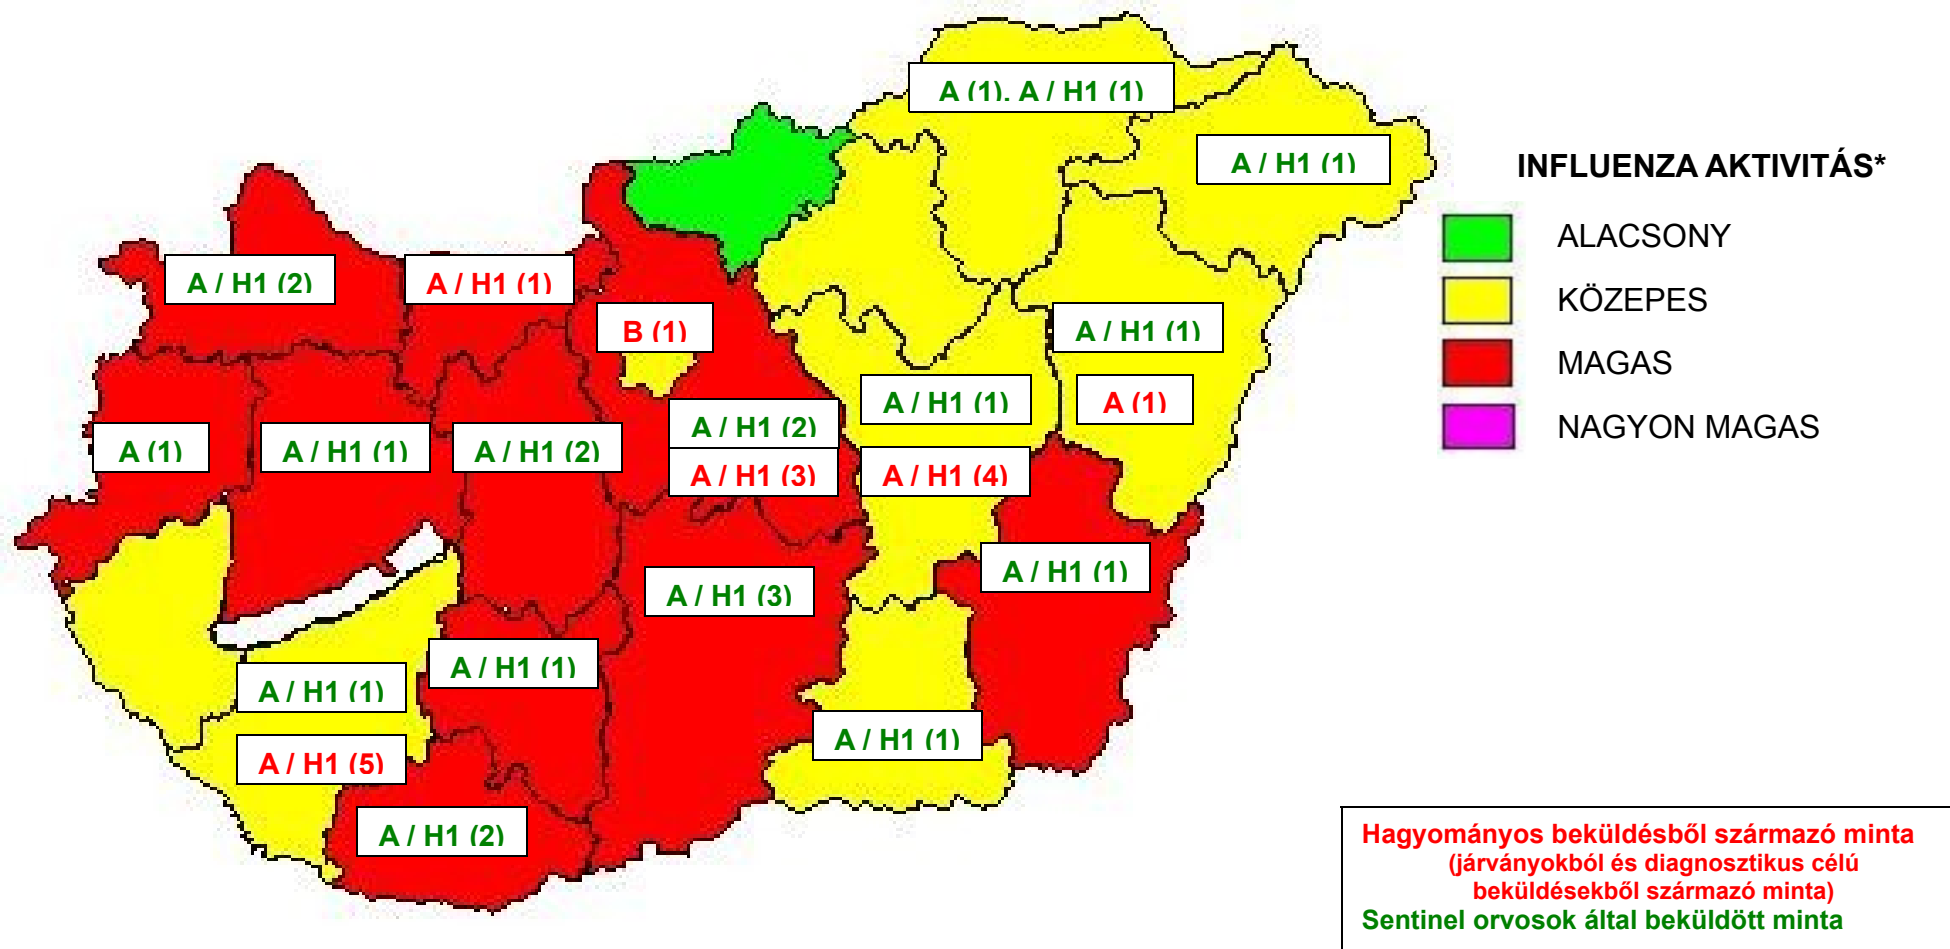 A (1), A / H1 (1)
A / H1 (1)
INFLUENZA AKTIVITÁS*
ALACSONY
KÖZEPES
MAGAS
NAGYON MAGAS
A / H1 (2)
A / H1 (1)
B (1)
A / H1 (1)
A / H1 (1)
A (1)
A (1)
A / H1 (1)
A / H1 (2)
A / H1 (2)
A / H1 (3)
A / H1 (4)
A / H1 (1)
A / H1 (3)
A / H1 (1)
A / H1 (1)
A / H1 (5)
A / H1 (1)
A / H1 (2)
Hagyományos beküldésből származó minta
(járványokból és diagnosztikus célú
beküldésekből származó minta)
Sentinel orvosok által beküldött minta